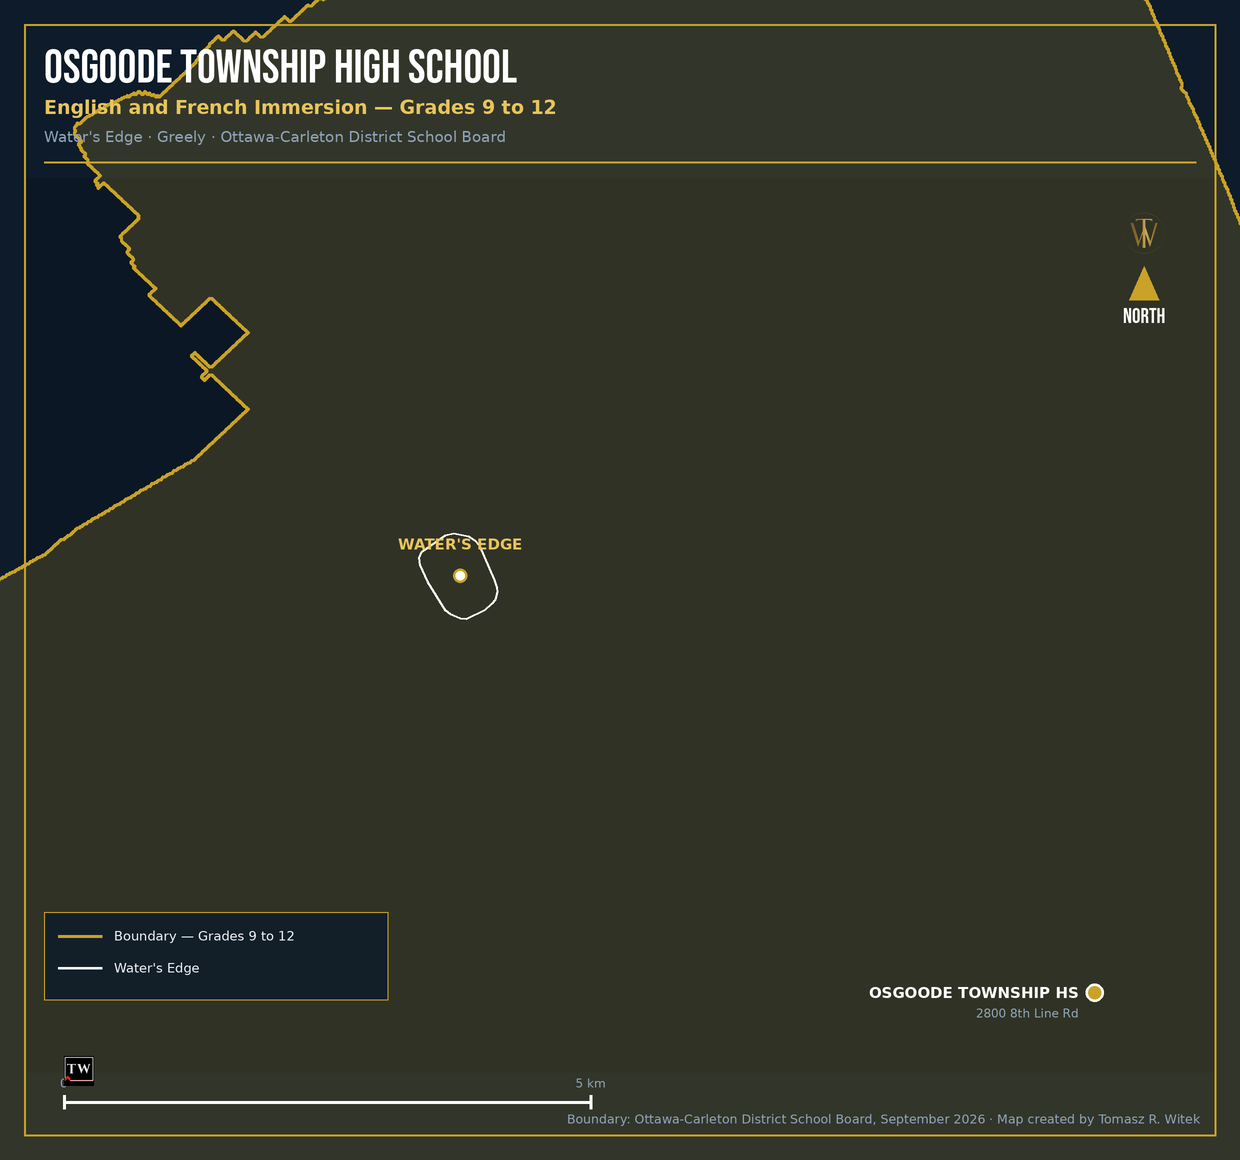 OSGOODE TOWNSHIP HIGH SCHOOL
English and French Immersion — Grades 9 to 12
Water's Edge · Greely · Ottawa-Carleton District School Board
TW
NORTH
WATER'S EDGE
Boundary — Grades 9 to 12
Water's Edge
OSGOODE TOWNSHIP HS
2800 8th Line Rd
TW
5 km
Boundary: Ottawa-Carleton District School Board, September 2026 · Map created by Tomasz R. Witek